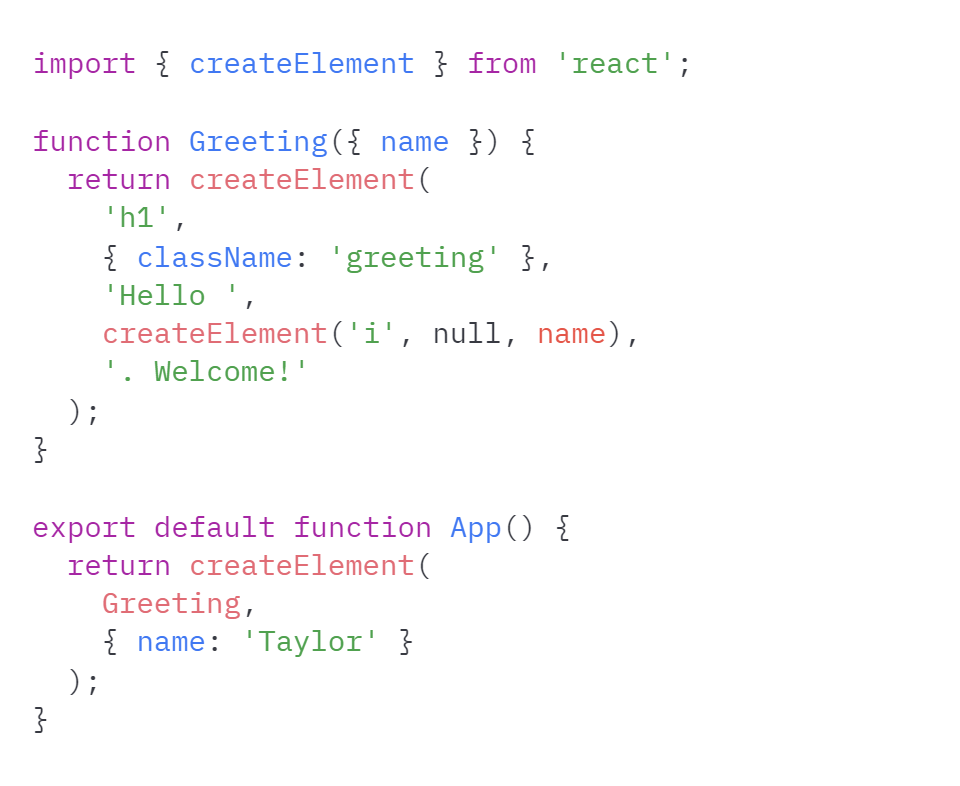 import { createElement } from 'react';

function Greeting({ name }) {
  return createElement(
    'h1',
    { className: 'greeting' },
    'Hello ',
    createElement('i', null, name),
    '. Welcome!'
  );
}

export default function App() {
  return createElement(
    Greeting,
    { name: 'Taylor' }
  );
}